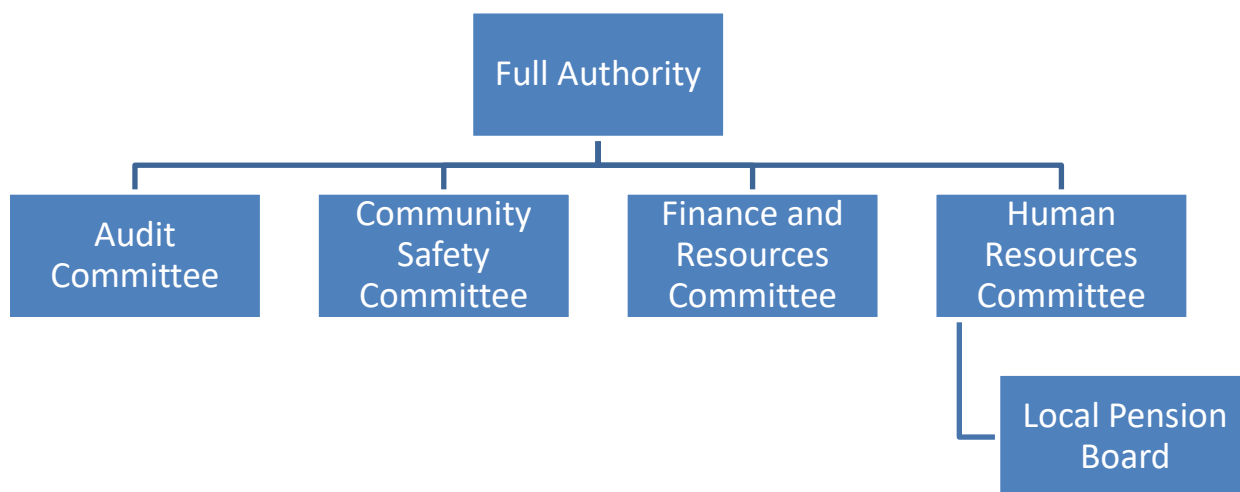 Full Authority
Audit
Committee
Community
Safety
Committee
Finance and
Resources
Committee
Human
Resources
Committee
Local Pension
Board